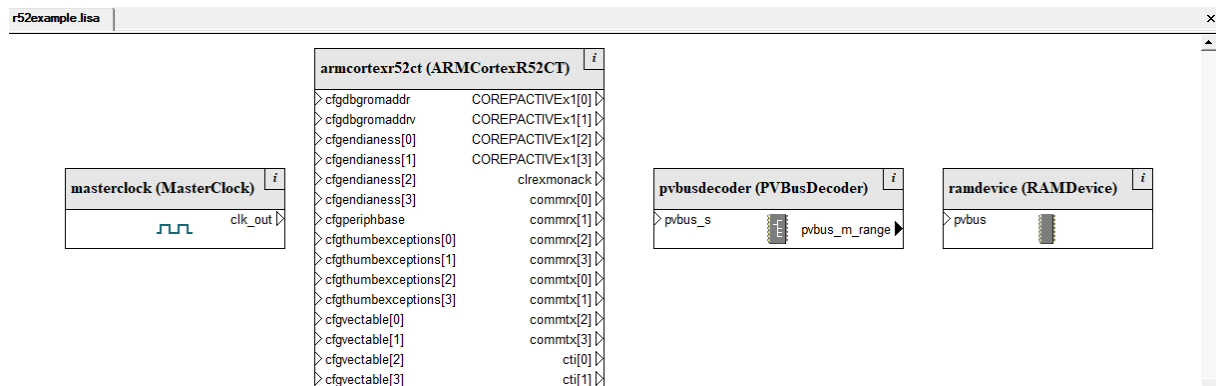 r52example.lisa
×
masterclock (MasterClock)
i
clk_out
armcortexr52ct (ARMCortexR52CT)
i
cfgdbgromaddr
COREPACTIVEx1[0]
cfgdbgromaddrv
COREPACTIVEx1[1]
cfgendianess[0]
COREPACTIVEx1[2]
cfgendianess[1]
COREPACTIVEx1[3]
cfgendianess[2]
clrexmonack
cfgendianess[3]
commrx[0]
cfgperiphbase
commrx[1]
cfgthumbexceptions[0]
commrx[2]
cfgthumbexceptions[1]
commrx[3]
cfgthumbexceptions[2]
commtx[0]
cfgthumbexceptions[3]
commtx[1]
cfgvectable[0]
commtx[2]
cfgvectable[1]
commtx[3]
cfgvectable[2]
cti[0]
cfgvectable[3]
cti[1]
pvbusdecoder (PVBusDecoder)
i
pvbus_s
pvbus_m_range
ramdevice (RAMDevice)
i
pvbus